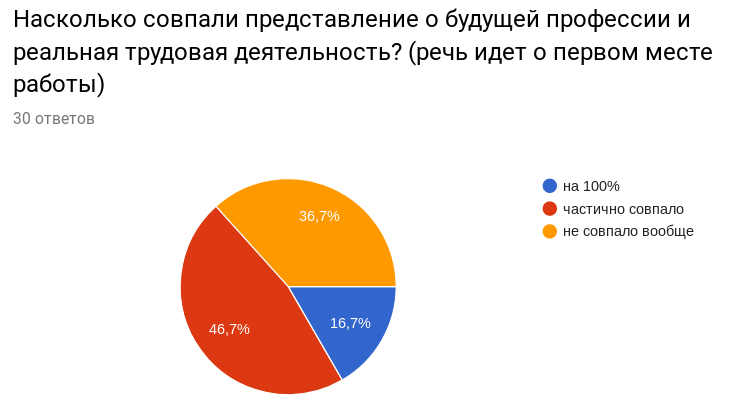 Насколько совпали представление о будущей профессии и
реальная трудовая деятельность? (речь идет о первом месте
работы)
30 ответов
на 100%
частично совпало
не совпало вообще
36,7%
46,7%
16,7%